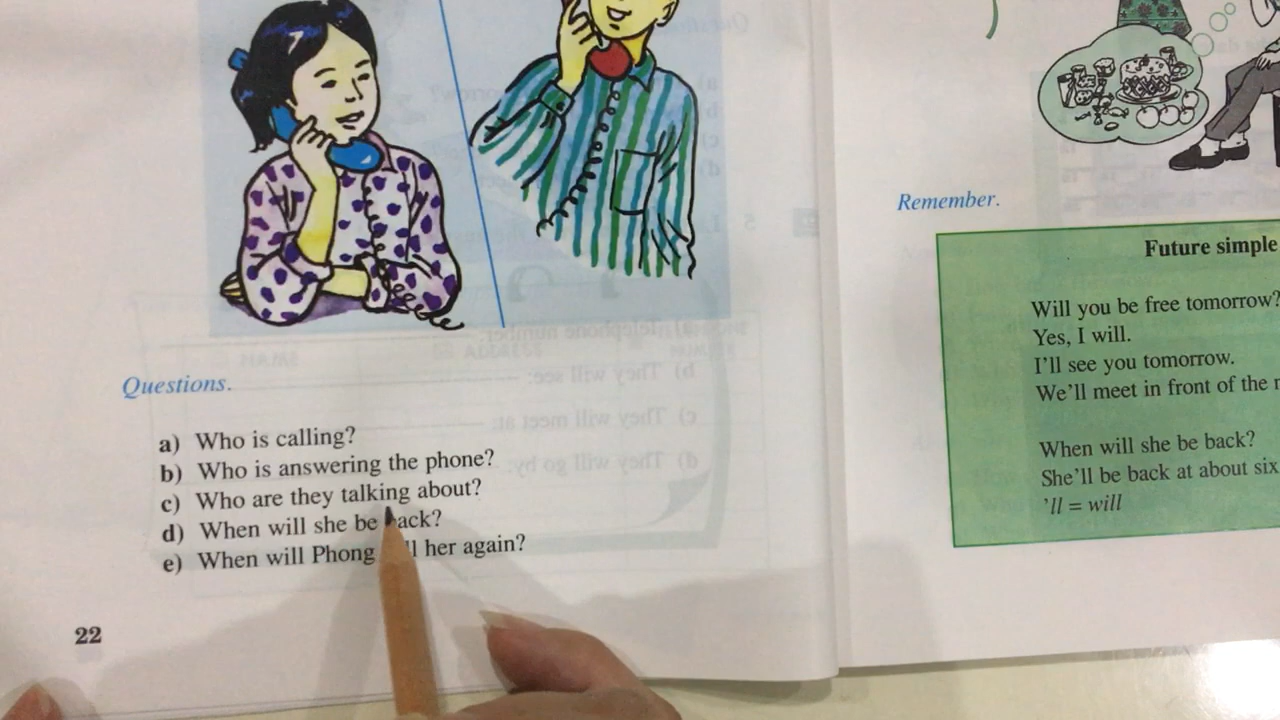 Questions.
a) Who is calling?
b) Who is answering the phone?
c) Who are they talking about?
d) When will she be back?
e) When will Phong her again?
22
Remember.
Future simple
Will you be free tomorrow?
Yes, I will.
I'll see you tomorrow.
We'll meet in front of the
When will she be back?
She'll be back at about six
'll = will